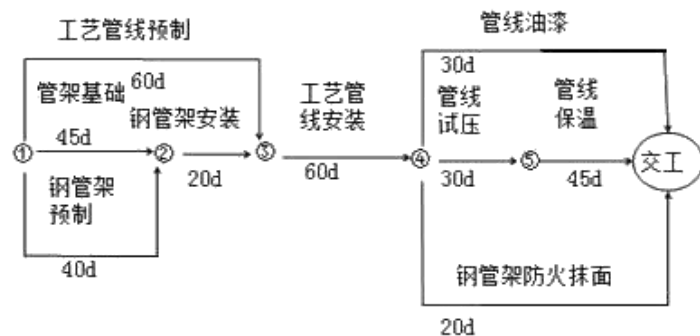 工艺管线预制
管线油漆
60d
30d
管架基础
钢管架安装
工艺管
线安装
管线
试压
管线
保温
①
45d
②
20d
③
60d
④
30d
⑤
45d
交工
钢管架
预制
40d
钢管架防火抹面
20d